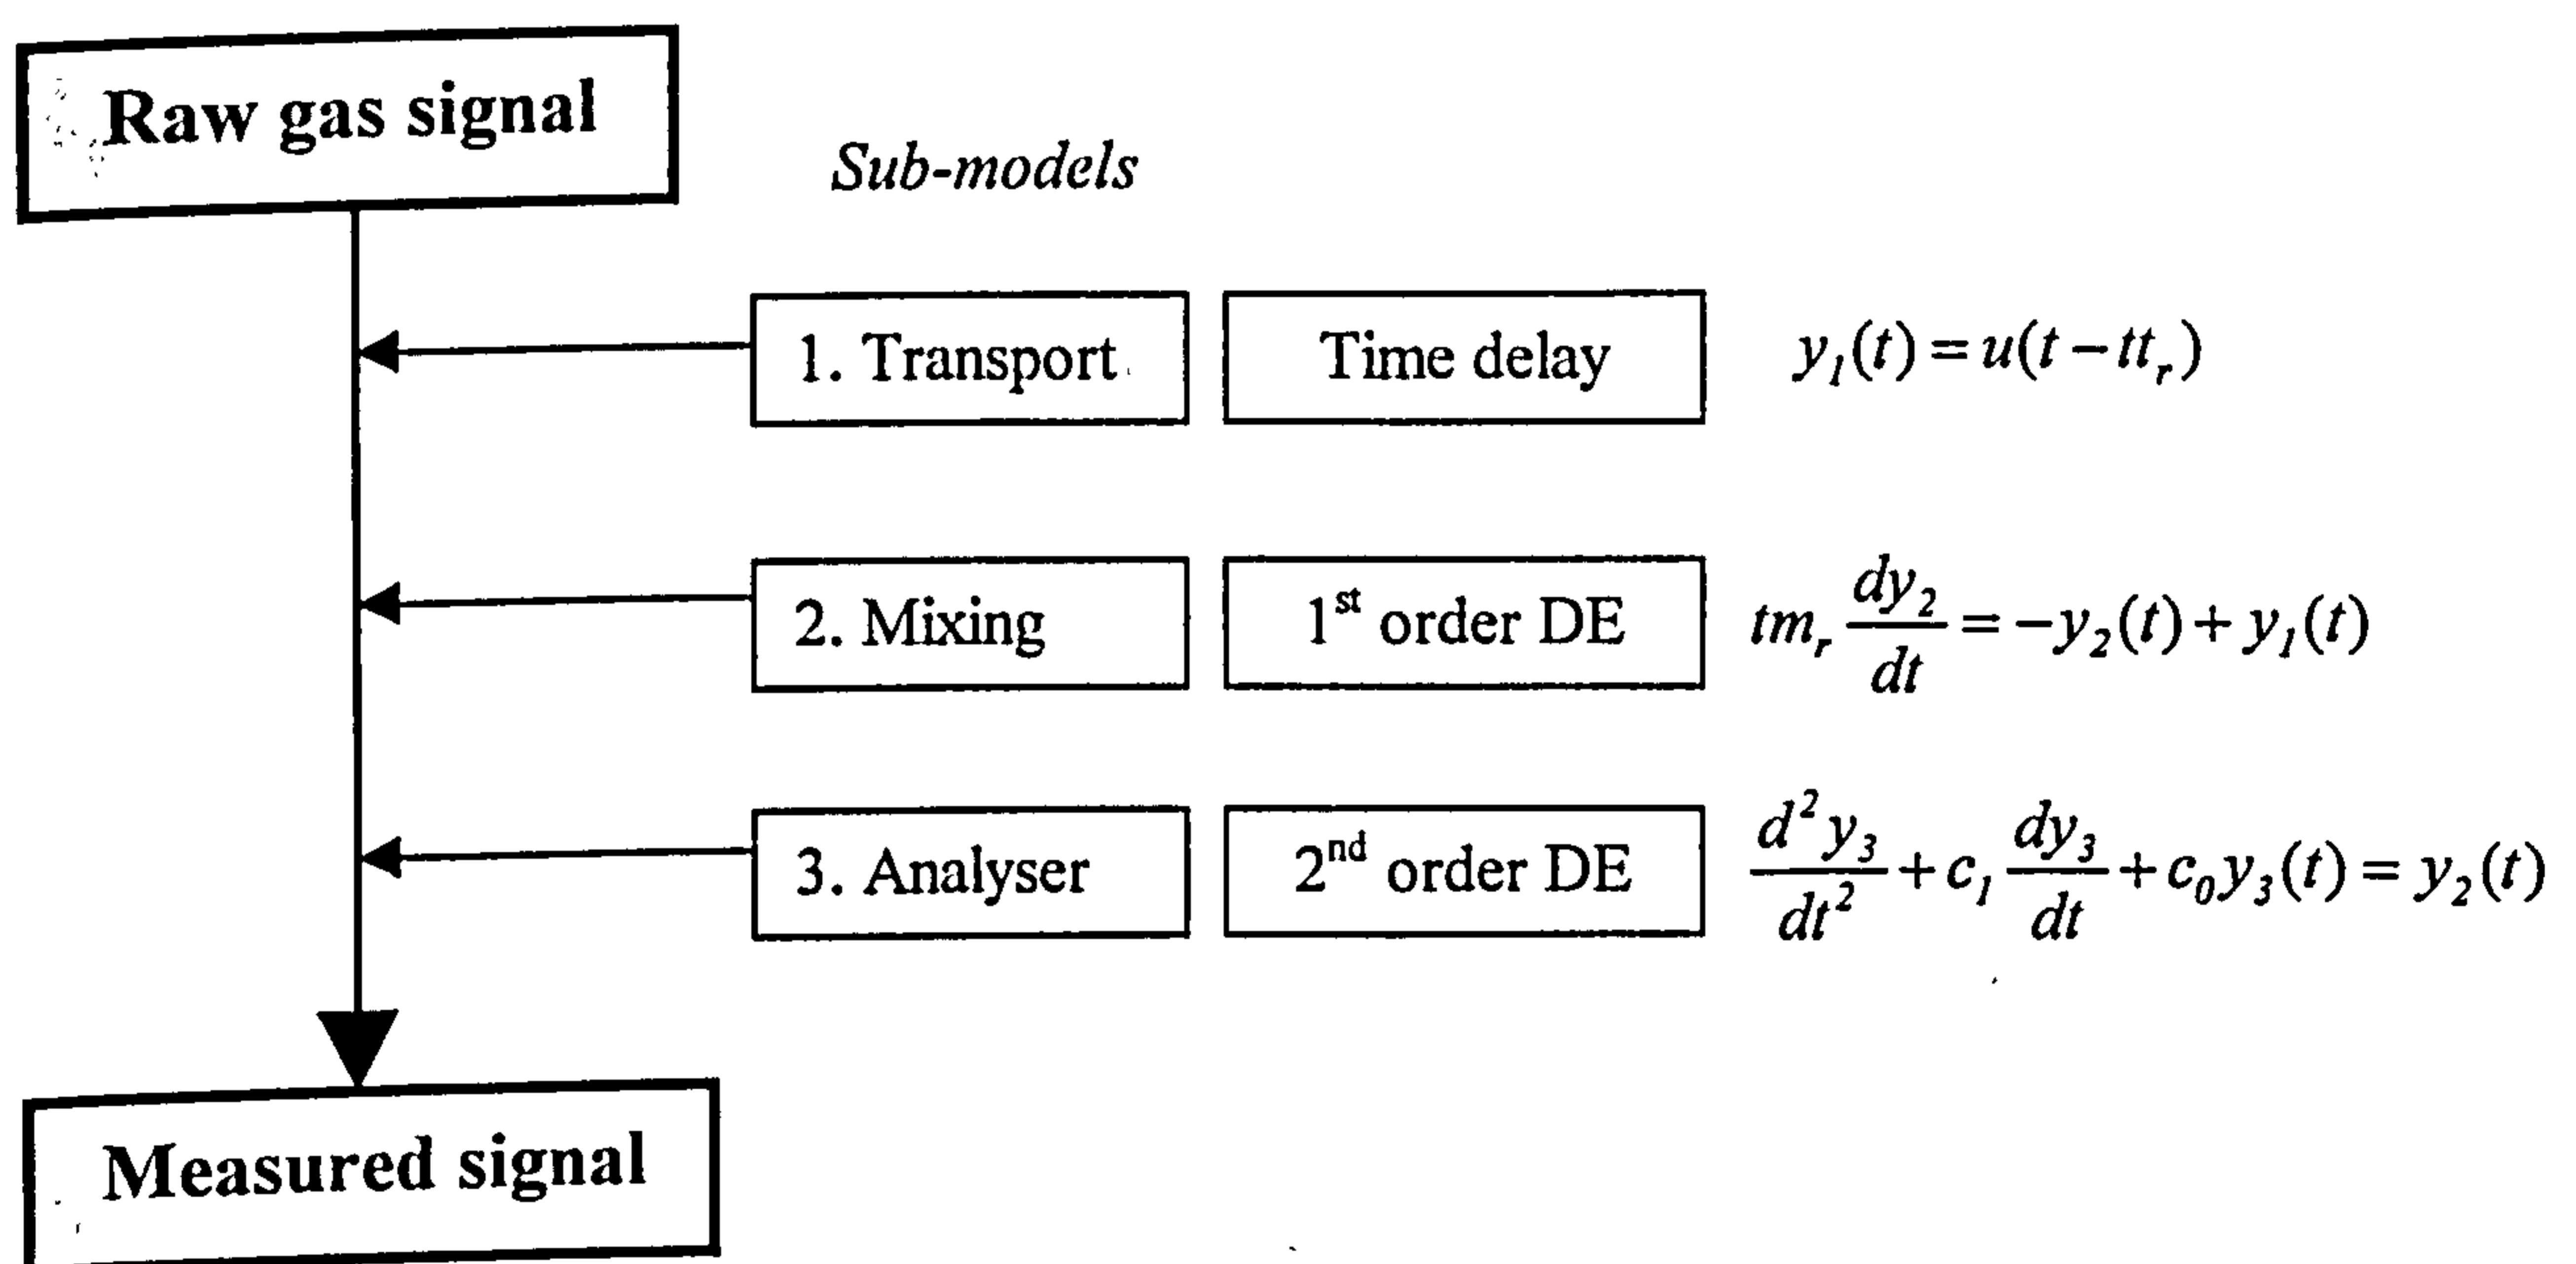 Raw gas signal
Sub-models
1. Transport Time delay y₁(t) = u(t − ttᵣ)
2. Mixing 1ˢᵗ order DE tmᵣ dy₂/dt = −y₂(t) + y₁(t)
3. Analyser 2ⁿᵈ order DE d²y₃/dt² + c₁ dy₃/dt + c₀y₃(t) = y₂(t)
Measured signal